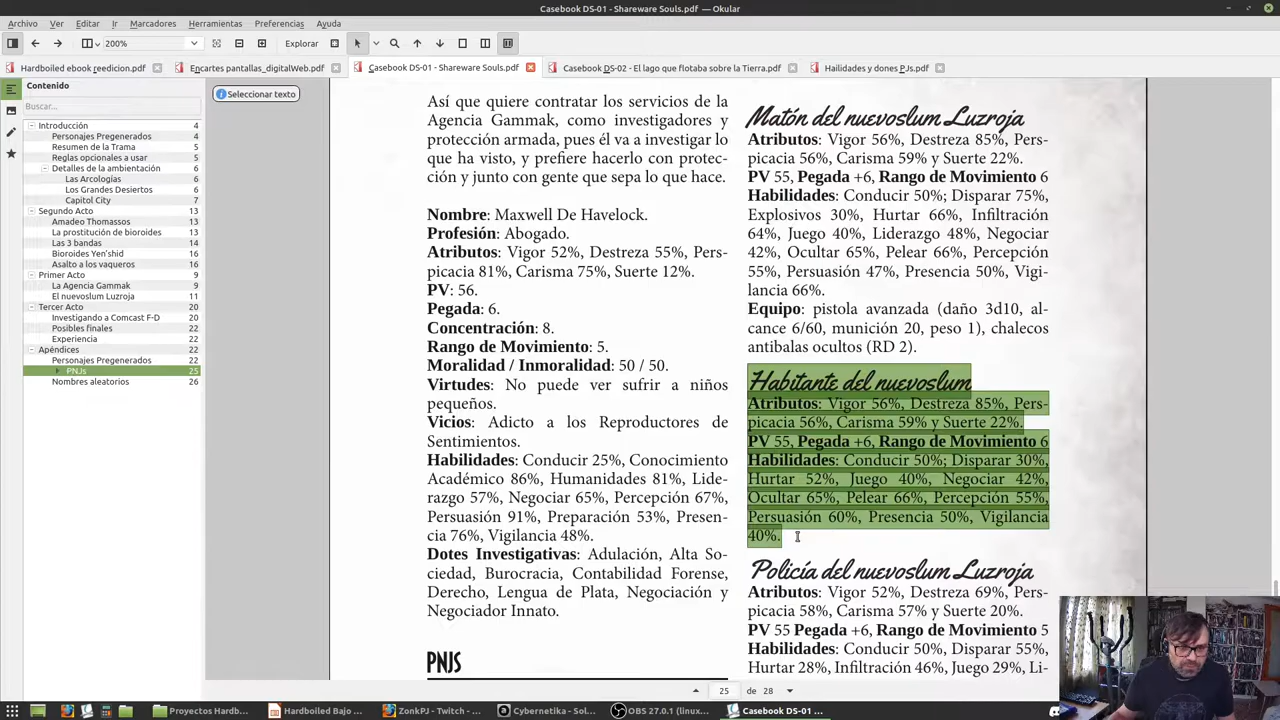 Casebook DS-01 - Shareware Souls.pdf — Okular
Archivo Ver Editar Ir Marcadores Herramientas Preferencias Ayuda
200% Explorar
Hardboiled ebook reedicion.pdf Encartes pantallas_digitalWeb.pdf Casebook DS-01 - Shareware Souls.pdf Casebook DS-02 - El lago que flotaba sobre la Tierra.pdf Hailidades y dones PJs.pdf
Contenido
Buscar...
Introducción 4
Personajes Pregenerados 4
Resumen de la Trama 5
Reglas opcionales a usar 5
Detalles de la ambientación 6
Las Arcologías 6
Los Grandes Desiertos 6
Capitol City 7
Segundo Acto 13
Amadeo Thomassos 13
La prostitución de bioroides 13
Las 3 bandas 14
Bioroides Yen'shid 16
Asalto a los vaqueros 16
Primer Acto 9
La Agencia Gammak 9
El nuevoslum Luzroja 11
Tercer Acto 20
Investigando a Comcast F-D 20
Posibles finales 22
Experiencia 22
Apéndices 22
Personajes Pregenerados 22
PNJs 25
Nombres aleatorios 26
Seleccionar texto
Así que quiere contratar los servicios de la
Agencia Gammak, como investigadores y
protección armada, pues él va a investigar lo
que ha visto, y prefiere hacerlo con protec-
ción y junto con gente que sepa lo que hace.
Nombre: Maxwell De Havelock.
Profesión: Abogado.
Atributos: Vigor 52%, Destreza 55%, Pers-
picacia 81%, Carisma 75%, Suerte 12%.
PV: 56.
Pegada: 6.
Concentración: 8.
Rango de Movimiento: 5.
Moralidad / Inmoralidad: 50 / 50.
Virtudes: No puede ver sufrir a niños
pequeños.
Vicios: Adicto a los Reproductores de
Sentimientos.
Habilidades: Conducir 25%, Conocimiento
Académico 86%, Humanidades 81%, Lide-
razgo 57%, Negociar 65%, Percepción 67%,
Persuasión 91%, Preparación 53%, Presen-
cia 76%, Vigilancia 48%.
Dotes Investigativas: Adulación, Alta So-
ciedad, Burocracia, Contabilidad Forense,
Derecho, Lengua de Plata, Negociación y
Negociador Innato.
PNJS
Matón del nuevoslum Luzroja
Atributos: Vigor 56%, Destreza 85%, Pers-
picacia 56%, Carisma 59% y Suerte 22%.
PV 55, Pegada +6, Rango de Movimiento 6
Habilidades: Conducir 50%; Disparar 75%,
Explosivos 30%, Hurtar 66%, Infiltración
64%, Juego 40%, Liderazgo 48%, Negociar
42%, Ocultar 65%, Pelear 66%, Percepción
55%, Persuasión 47%, Presencia 50%, Vigi-
lancia 66%.
Equipo: pistola avanzada (daño 3d10, al-
cance 6/60, munición 20, peso 1), chalecos
antibalas ocultos (RD 2).
Habitante del nuevoslum
Atributos: Vigor 56%, Destreza 85%, Pers-
picacia 56%, Carisma 59% y Suerte 22%.
PV 55, Pegada +6, Rango de Movimiento 6
Habilidades: Conducir 50%; Disparar 30%,
Hurtar 52%, Juego 40%, Negociar 42%,
Ocultar 65%, Pelear 66%, Percepción 55%,
Persuasión 60%, Presencia 50%, Vigilancia
40%.
Policía del nuevoslum Luzroja
Atributos: Vigor 52%, Destreza 69%, Pers-
picacia 58%, Carisma 57% y Suerte 20%.
PV 55 Pegada +6, Rango de Movimiento 5
Habilidades: Conducir 50%, Disparar 55%,
Hurtar 28%, Infiltración 46%, Juego 29%, Li-
25 de 28
Proyectos Hardb... Hardboiled Bajo ... ZonkPJ - Twitch - ... Cybernetika - Sol... OBS 27.0.1 (linux... Casebook DS-01 ...